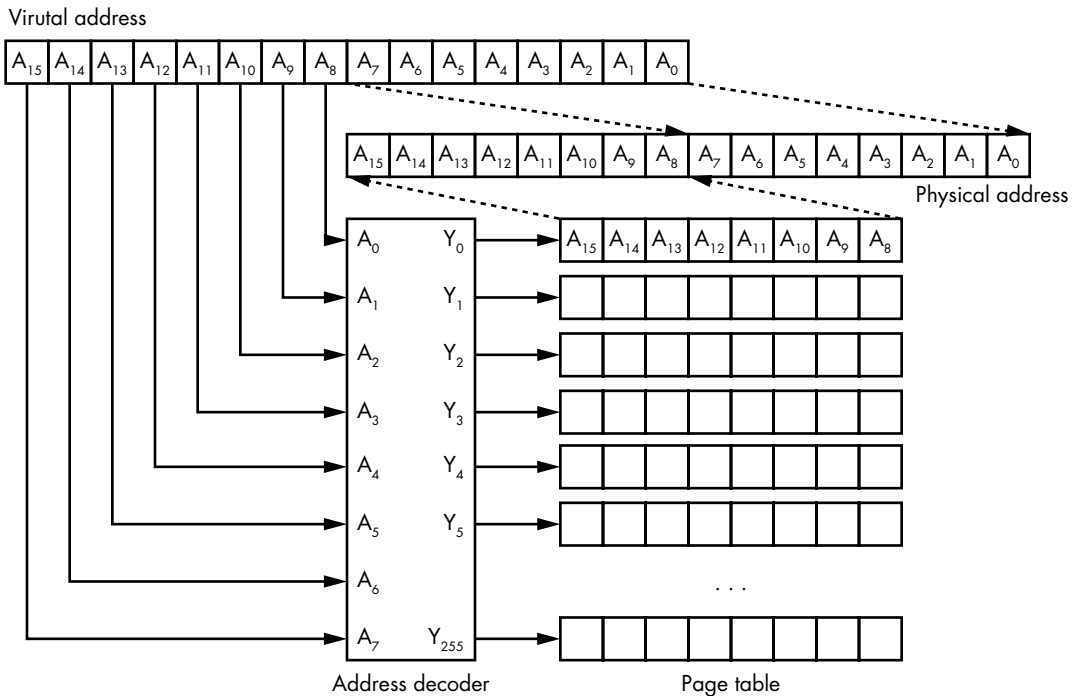 Virutal address
A15 A14 A13 A12 A11 A10 A9 A8 A7 A6 A5 A4 A3 A2 A1 A0
A15 A14 A13 A12 A11 A10 A9 A8 A7 A6 A5 A4 A3 A2 A1 A0
Physical address
A0 Y0 A15 A14 A13 A12 A11 A10 A9 A8
A1 Y1
A2 Y2
A3 Y3
A4 Y4
A5 Y5
A6 . . .
A7 Y255
Address decoder Page table